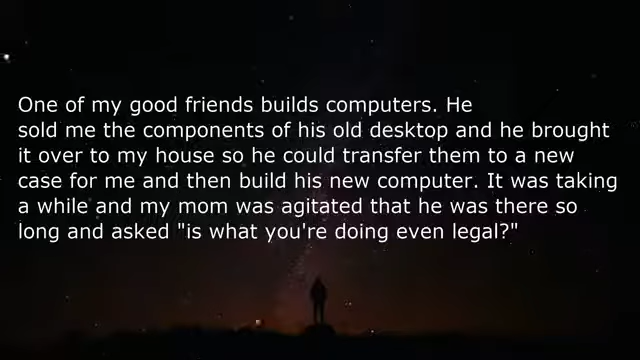 One of my good friends builds computers. He
sold me the components of his old desktop and he brought
it over to my house so he could transfer them to a new
case for me and then build his new computer. It was taking
a while and my mom was agitated that he was there so
long and asked "is what you're doing even legal?"